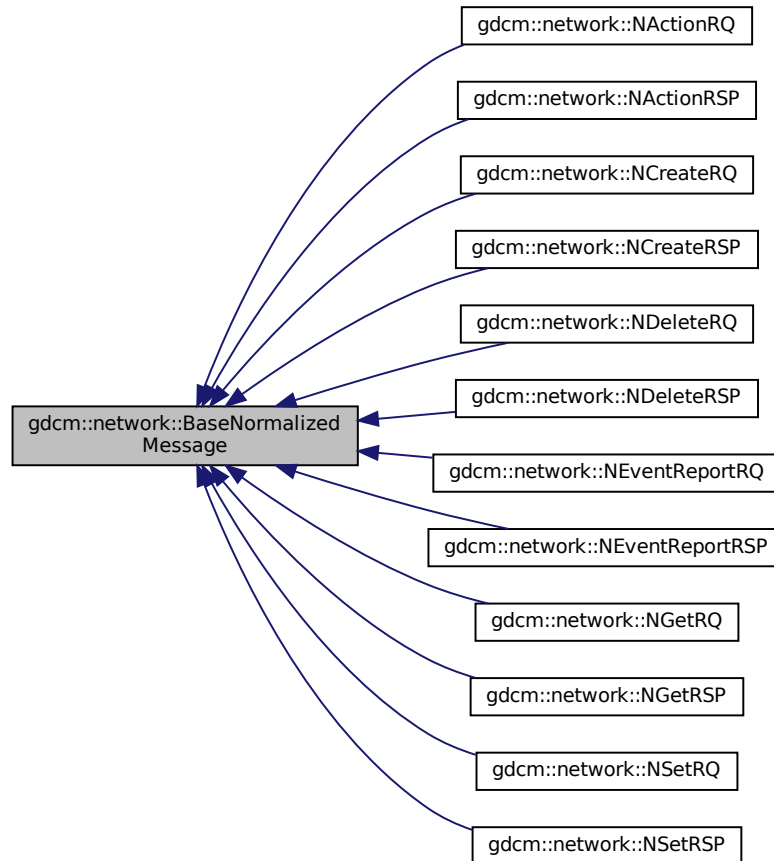 gdcm::network::NActionRQ
gdcm::network::NActionRSP
gdcm::network::NCreateRQ
gdcm::network::NCreateRSP
gdcm::network::NDeleteRQ
gdcm::network::BaseNormalized
Message
gdcm::network::NDeleteRSP
gdcm::network::NEventReportRQ
gdcm::network::NEventReportRSP
gdcm::network::NGetRQ
gdcm::network::NGetRSP
gdcm::network::NSetRQ
gdcm::network::NSetRSP